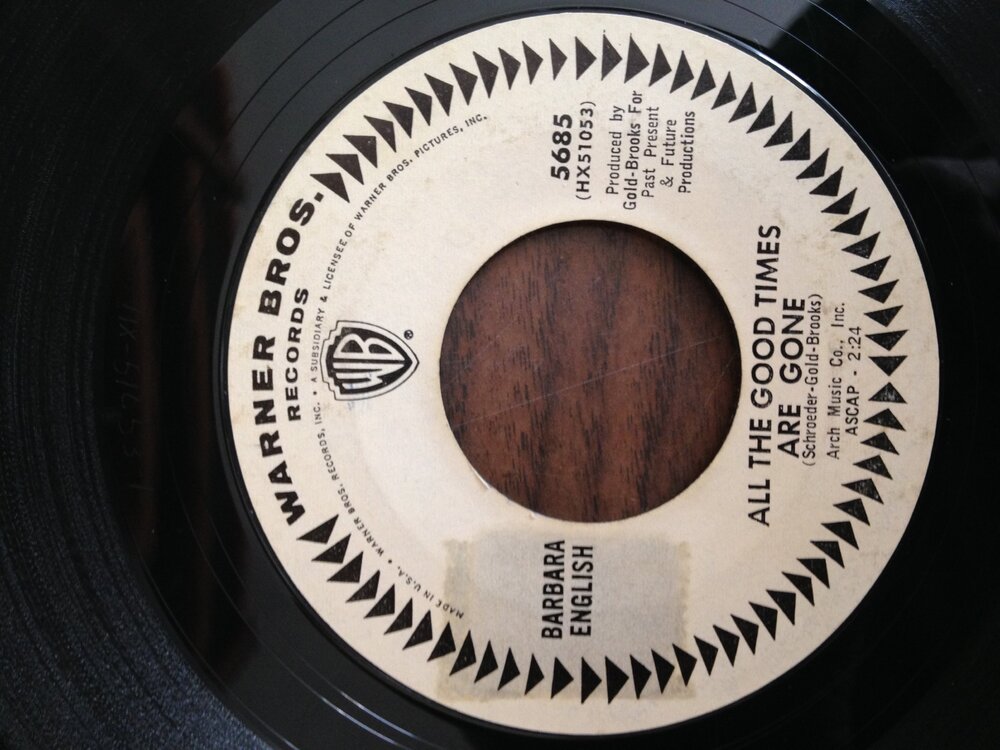 WARNER BROS.
RECORDS
MADE IN U.S.A. • WARNER BROS. RECORDS, INC. • A SUBSIDIARY & LICENSEE OF WARNER BROS. PICTURES, INC.
WB
®
BARBARA
ENGLISH
5685
(HX51053)
Produced by
Gold-Brooks For
Past Present
& Future
Productions
ALL THE GOOD TIMES
ARE GONE
(Schroeder-Gold-Brooks)
Arch Music Co., Inc.
ASCAP - 2:24